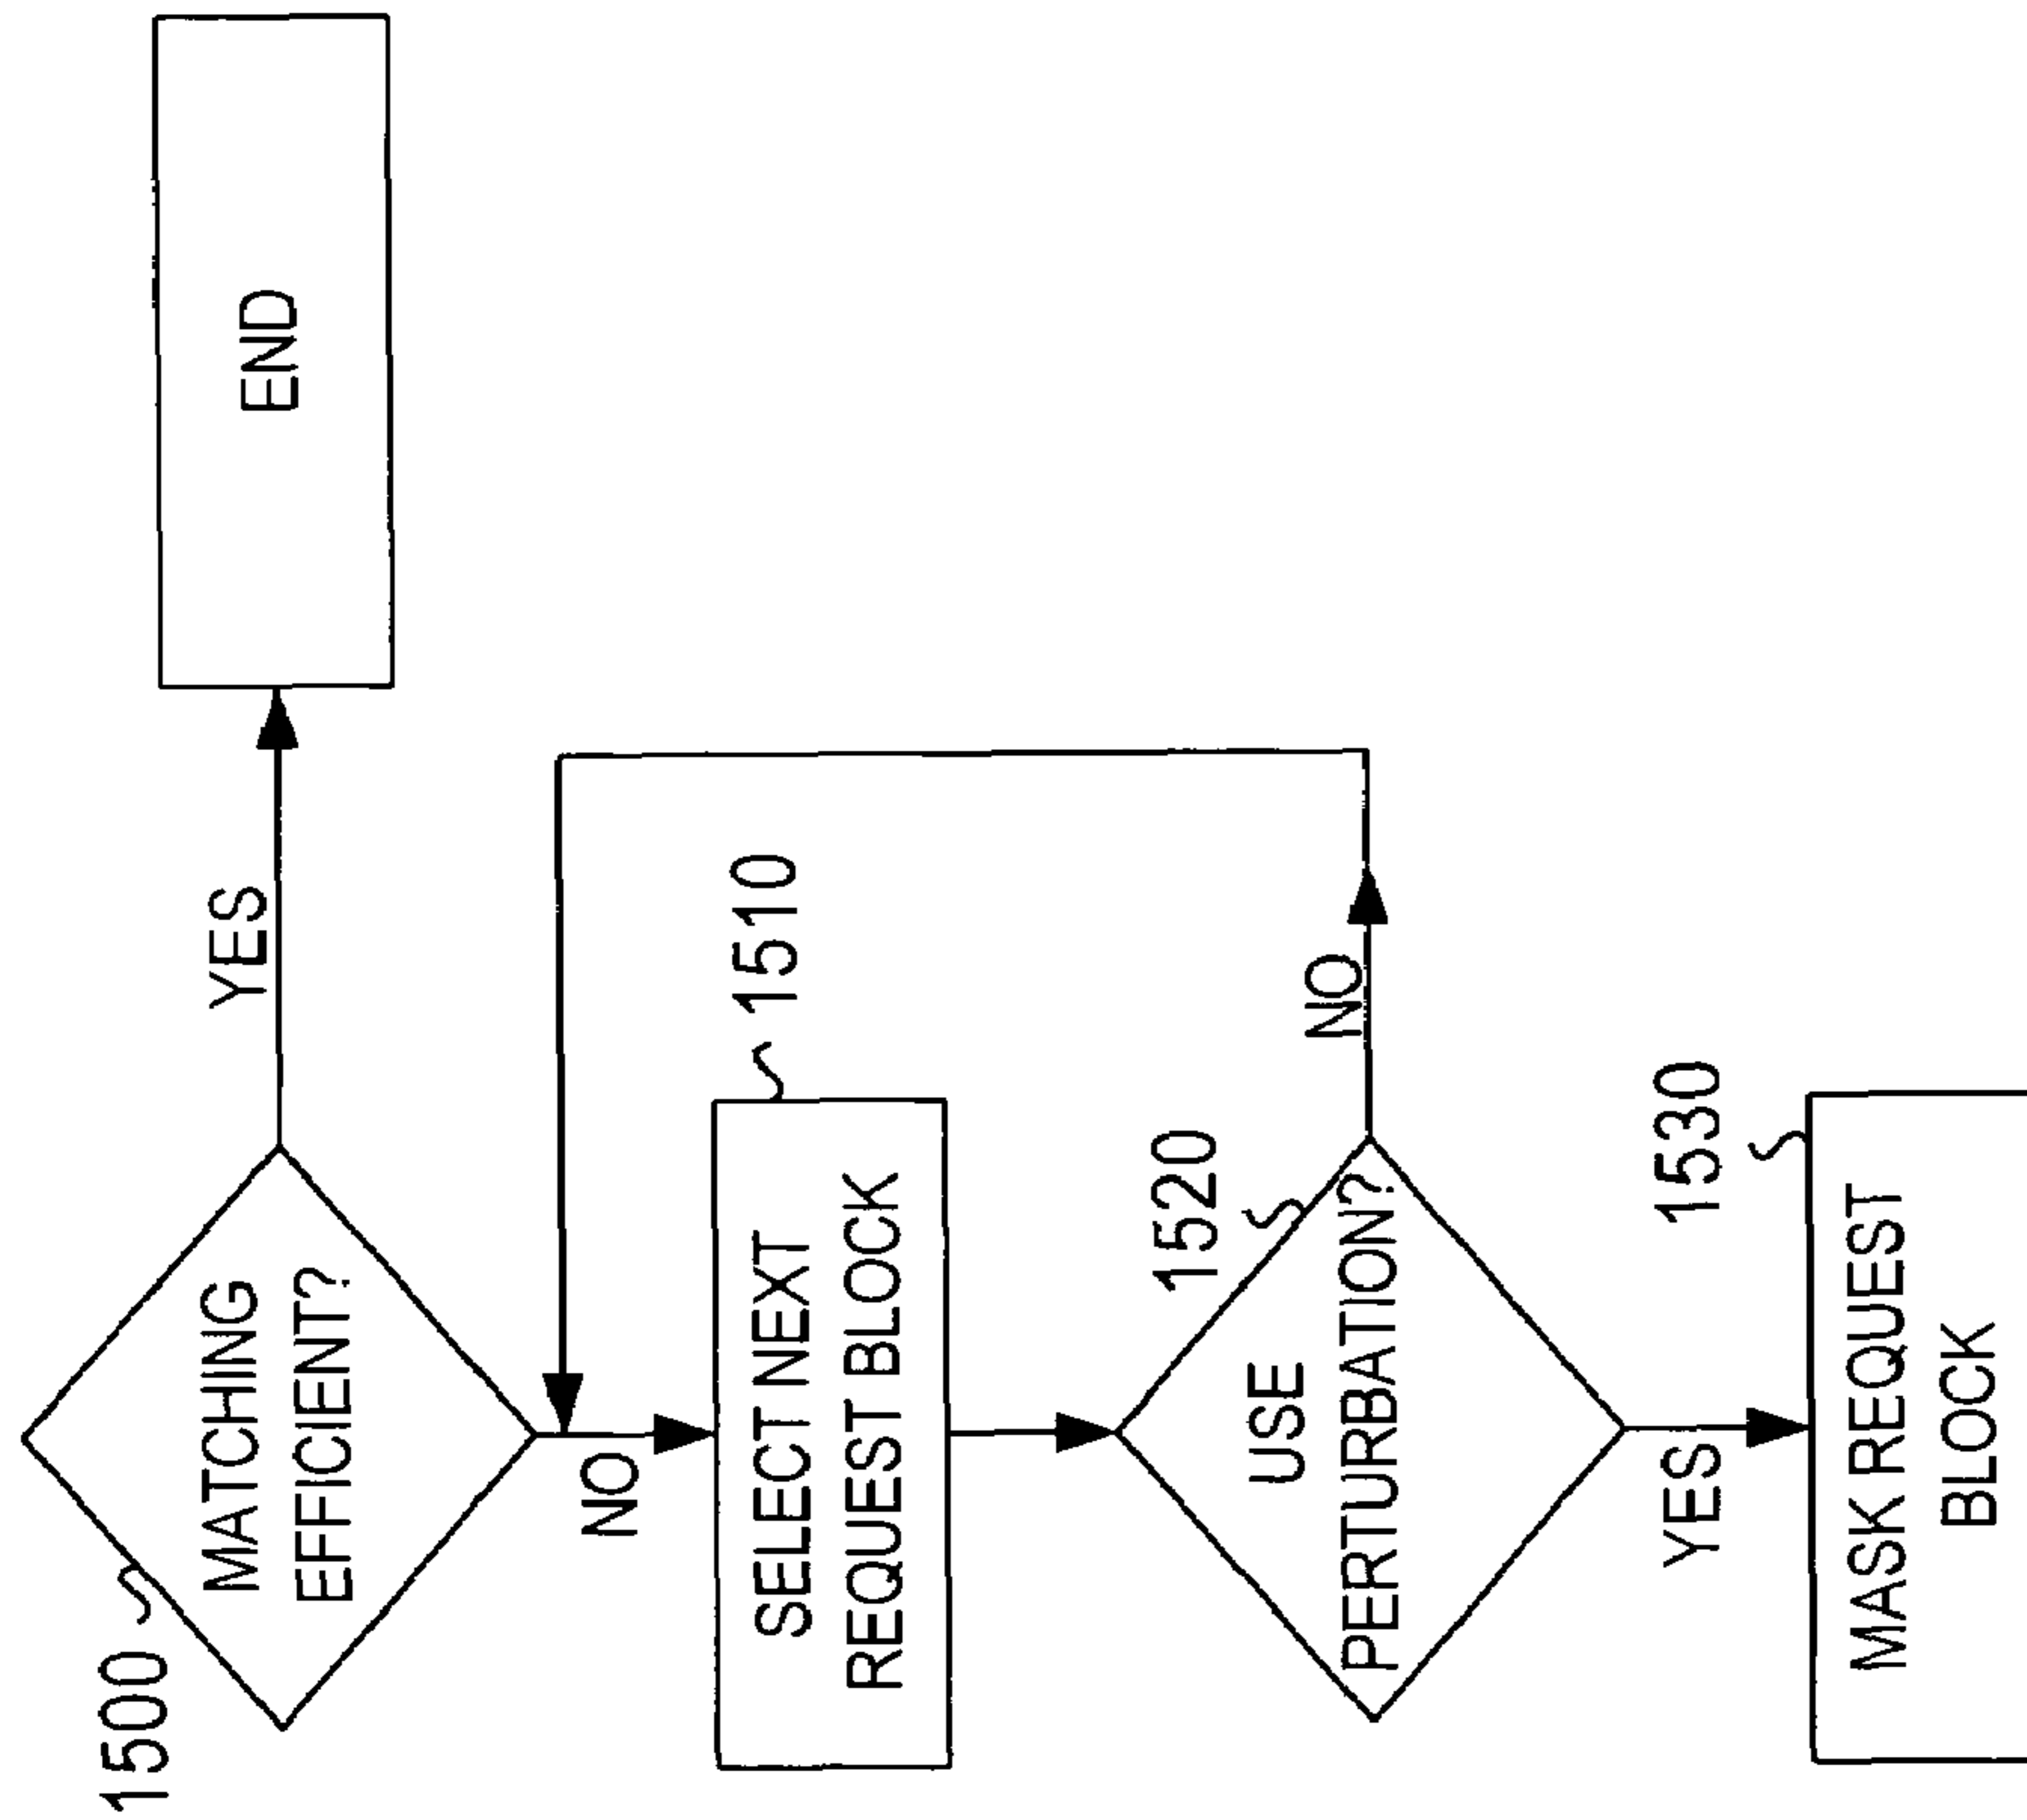 1500
MATCHING
EFFICIENT?
YES
END
NO
1510
SELECT NEXT
REQUEST BLOCK
1520
USE
PERTURBATION?
NO
YES
1530
MASK REQUEST
BLOCK